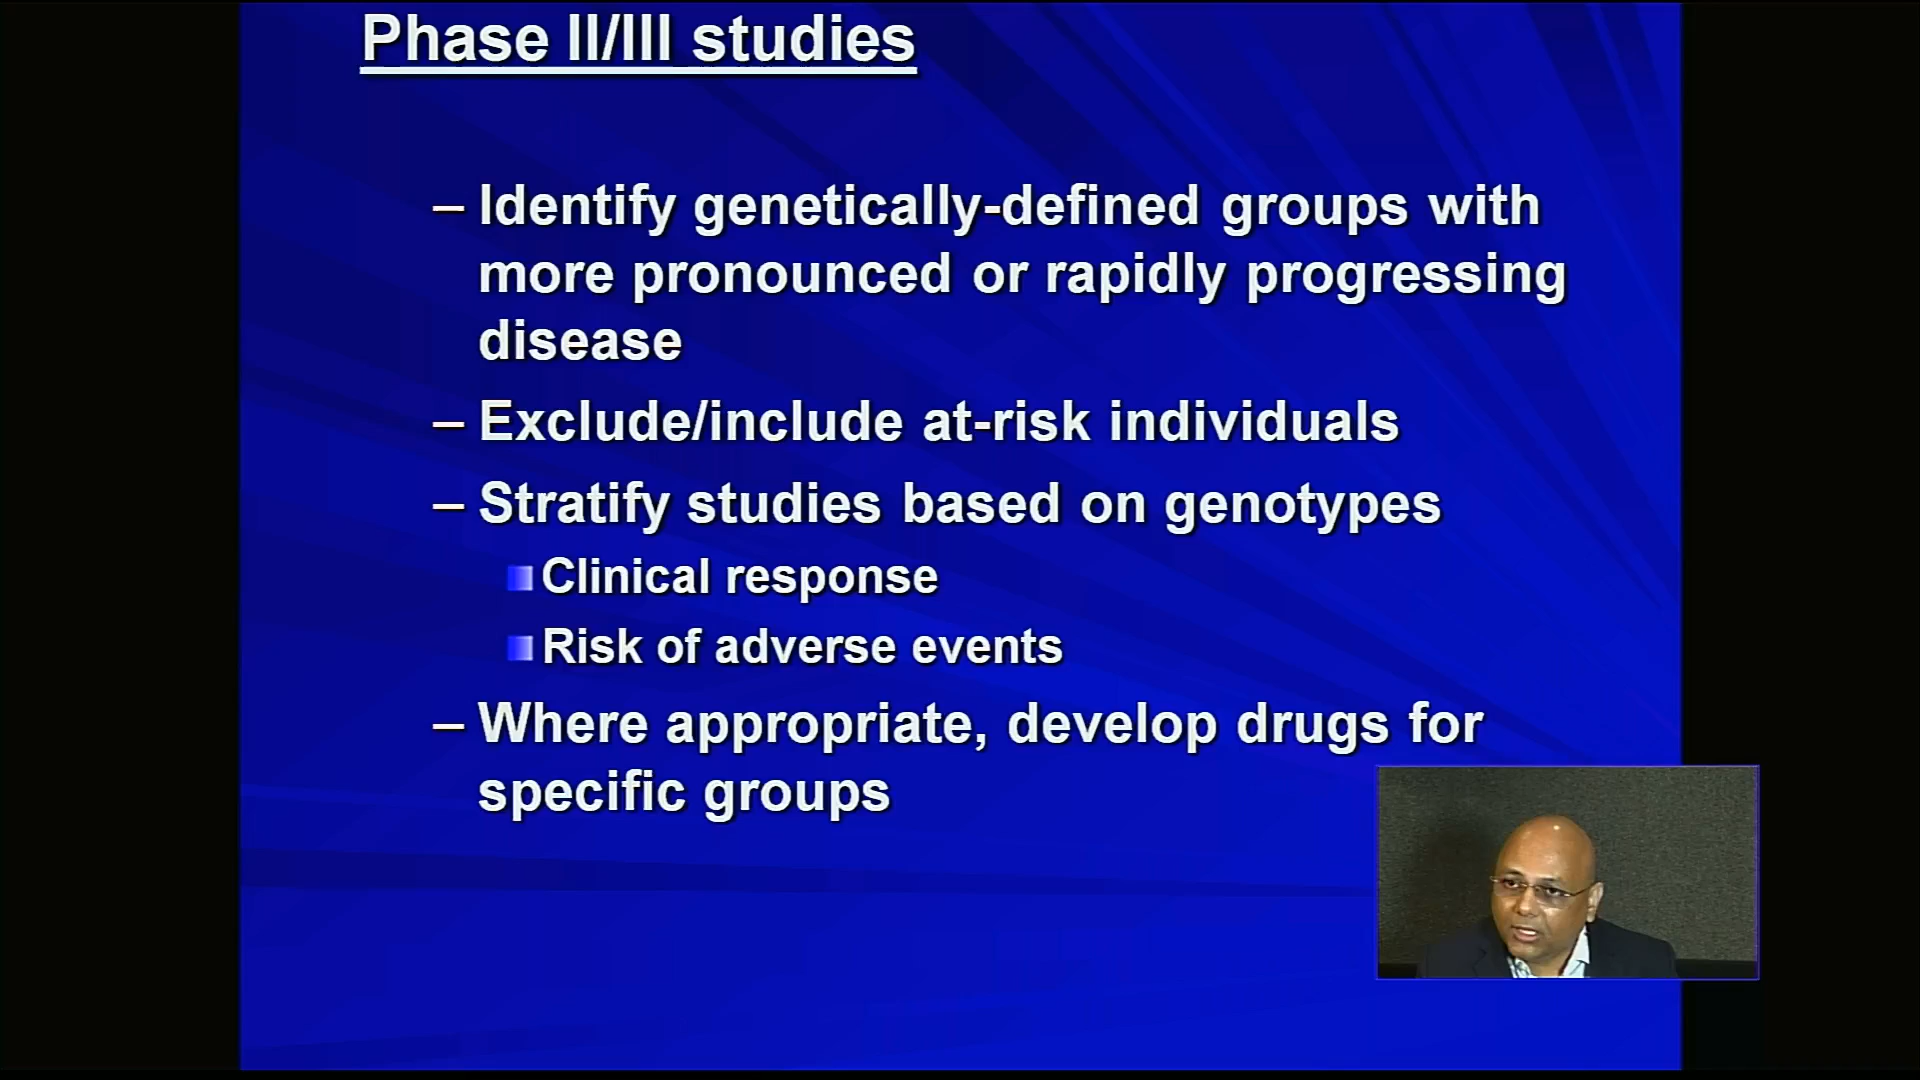 Phase II/III studies
– Identify genetically-defined groups with
more pronounced or rapidly progressing
disease
– Exclude/include at-risk individuals
– Stratify studies based on genotypes
Clinical response
Risk of adverse events
– Where appropriate, develop drugs for
specific groups